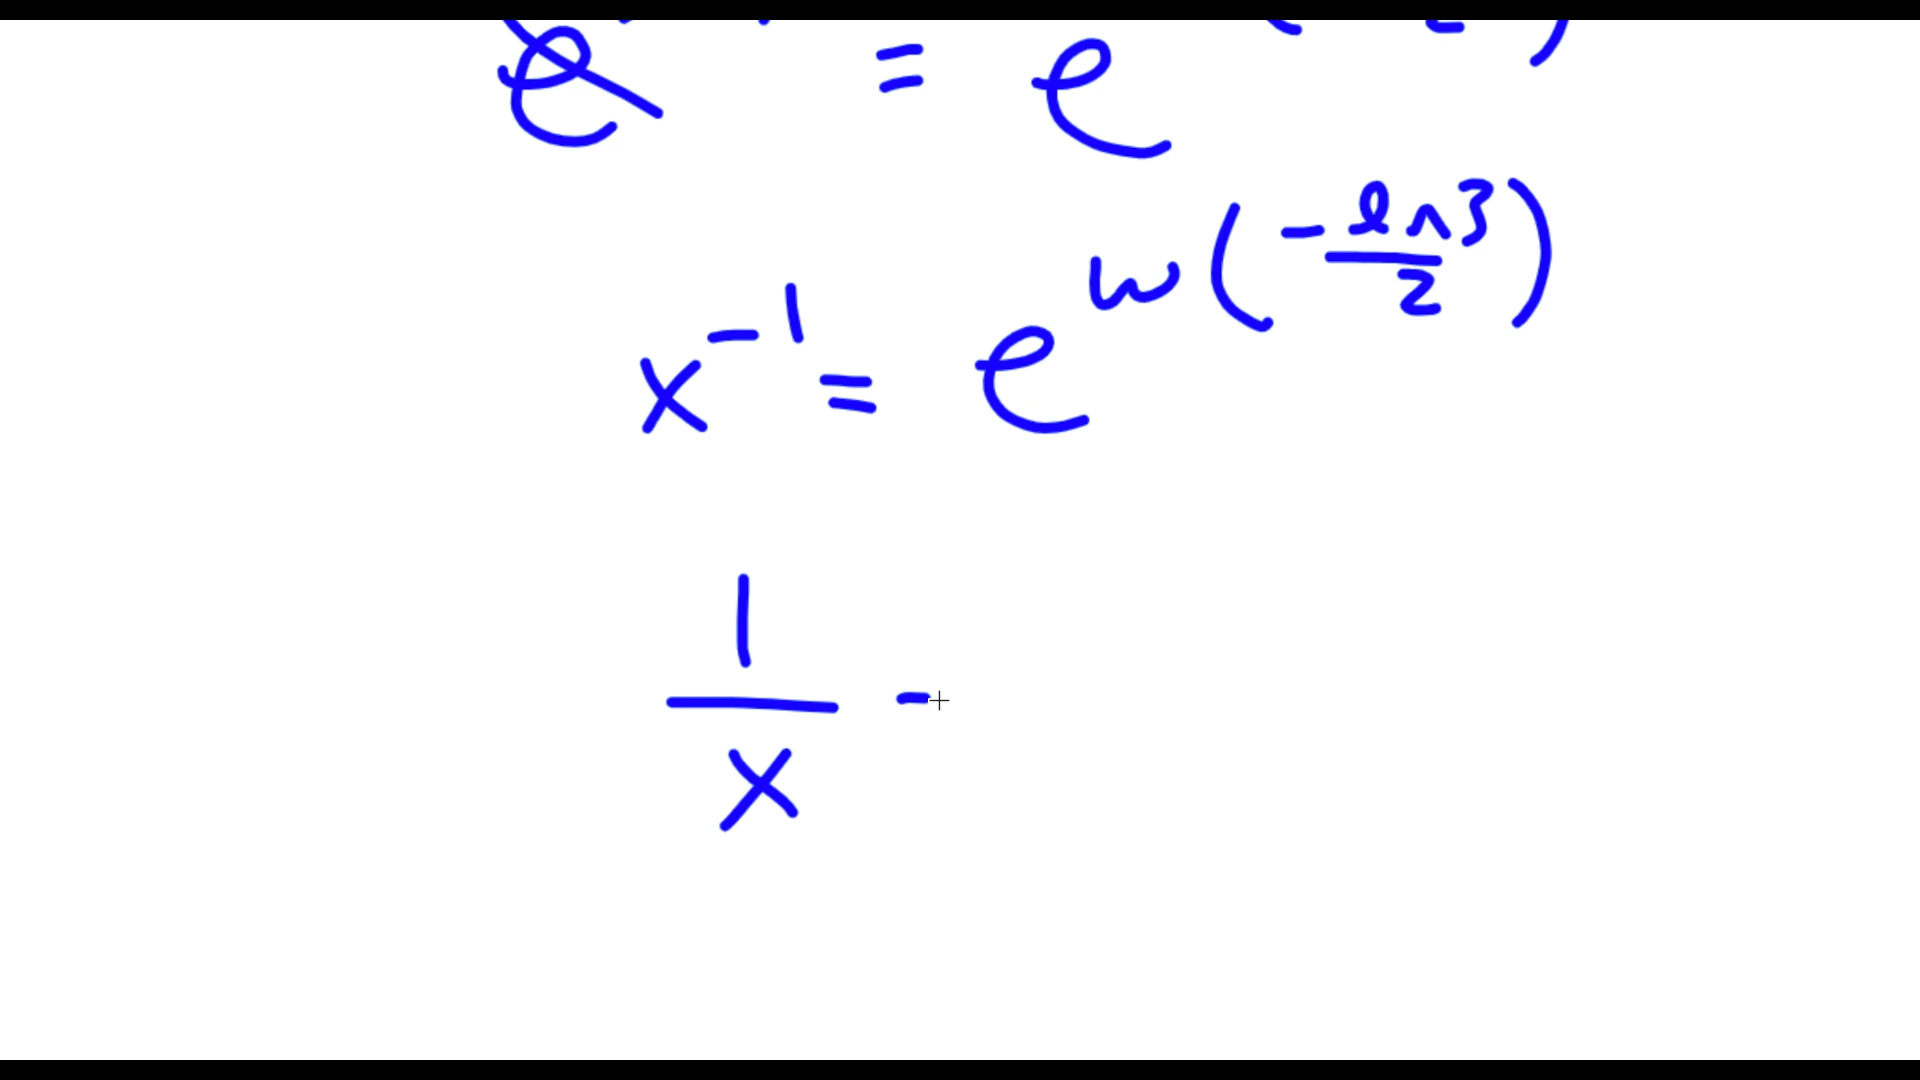 e = e
x^-1 = e^w(-ln3/2)
1/x -